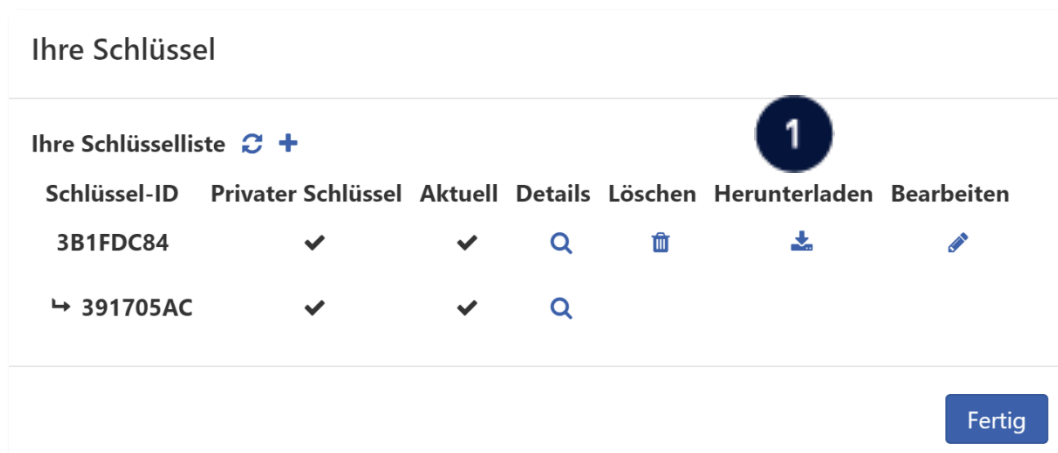 Ihre Schlüssel
Ihre Schlüsselliste
1
Schlüssel-ID Privater Schlüssel Aktuell Details Löschen Herunterladen Bearbeiten
3B1FDC84
391705AC
Fertig